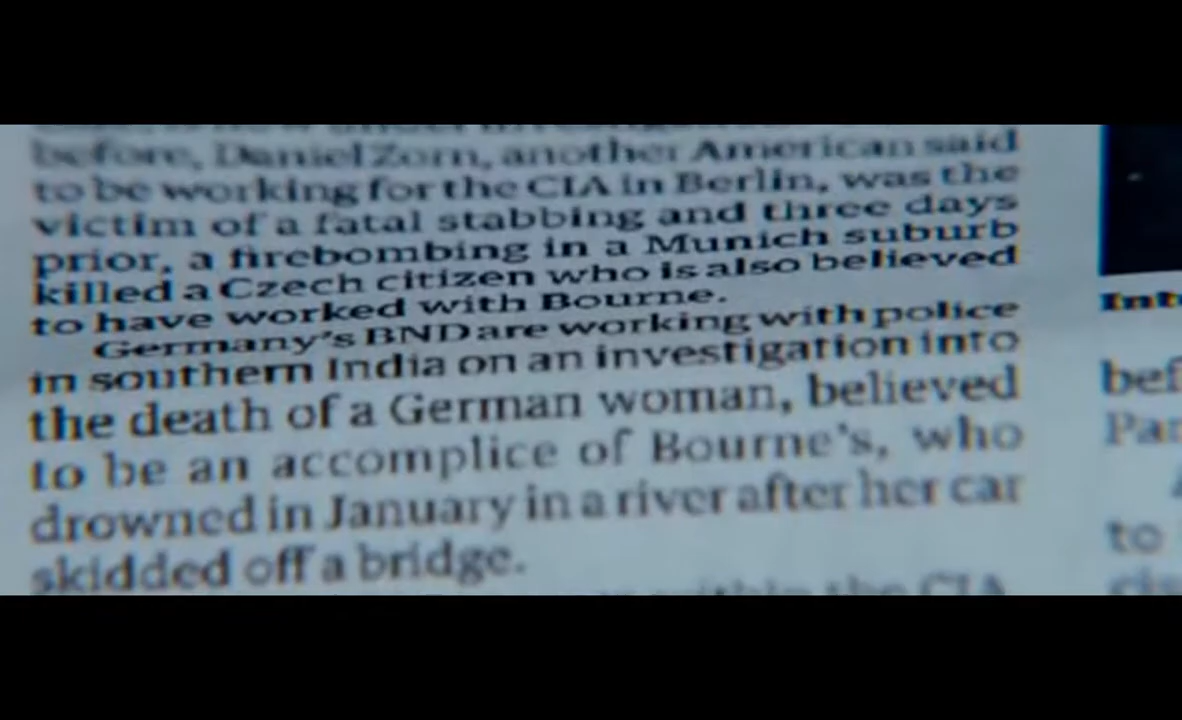 before, Daniel Zorn, another American said
to be working for the CIA in Berlin, was the
victim of a fatal stabbing and three days
prior, a firebombing in a Munich suburb
killed a Czech citizen who is also believed
to have worked with Bourne.
Germany's BND are working with police
in southern India on an investigation into
the death of a German woman, believed
to be an accomplice of Bourne's, who
drowned in January in a river after her car
skidded off a bridge.
within the CIA
to